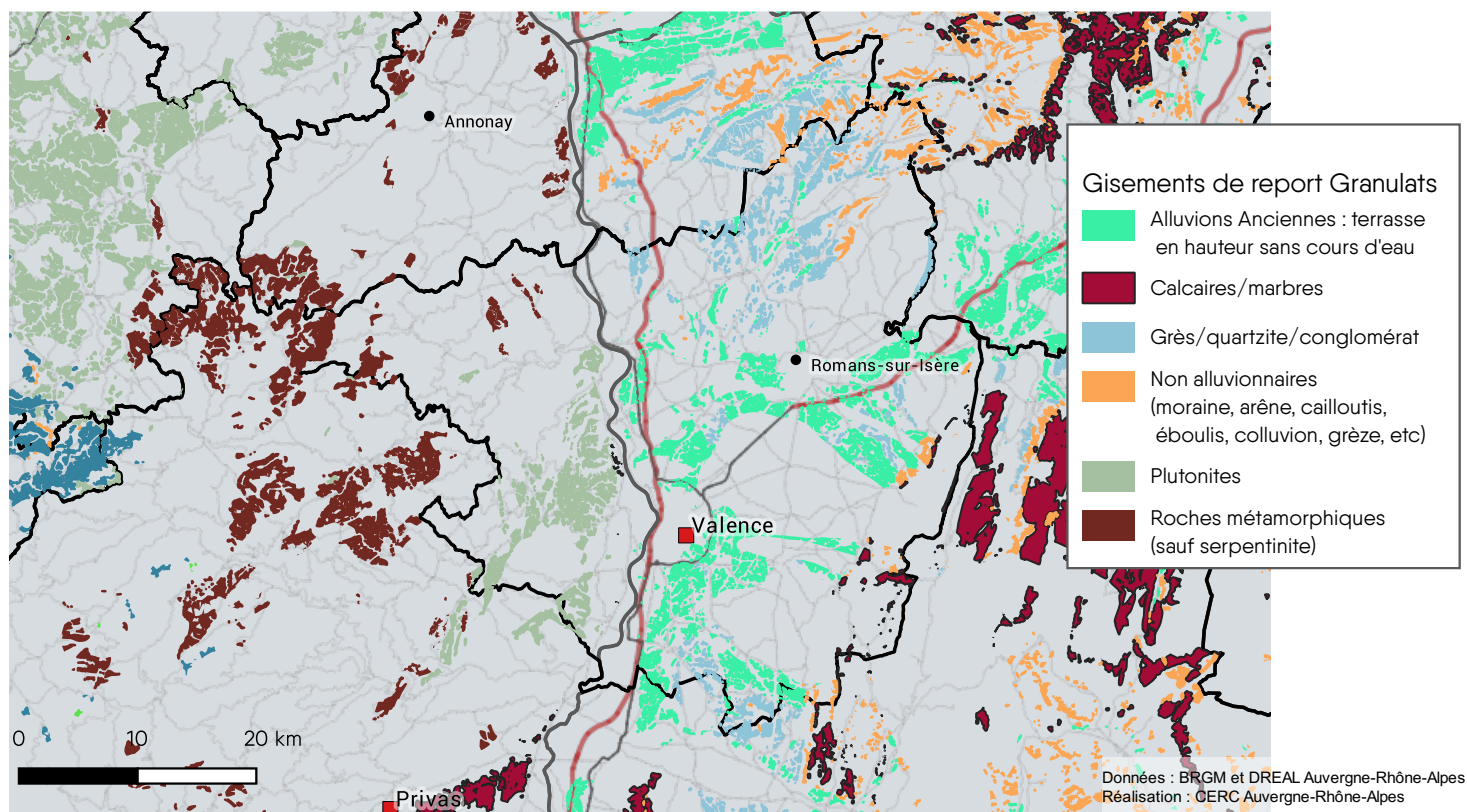 Annonay
Romans-sur-Isère
Valence
Privas
0 10 20 km
Gisements de report Granulats
Alluvions Anciennes : terrasse
en hauteur sans cours d'eau
Calcaires/marbres
Grès/quartzite/conglomérat
Non alluvionnaires
(moraine, arêne, cailloutis,
éboulis, colluvion, grèze, etc)
Plutonites
Roches métamorphiques
(sauf serpentinite)
Données : BRGM et DREAL Auvergne-Rhône-Alpes
Réalisation : CERC Auvergne-Rhône-Alpes